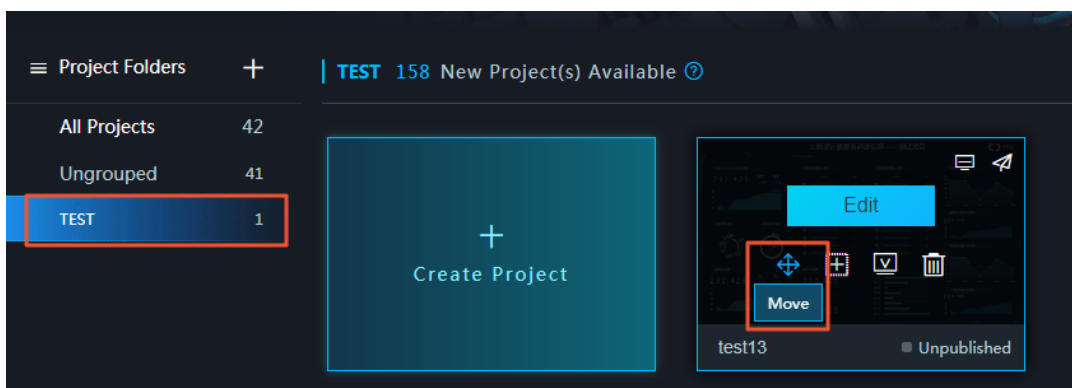 Project Folders
TEST 158 New Project(s) Available
All Projects 42
Ungrouped 41
TEST 1
Create Project
Edit
Move
test13
Unpublished